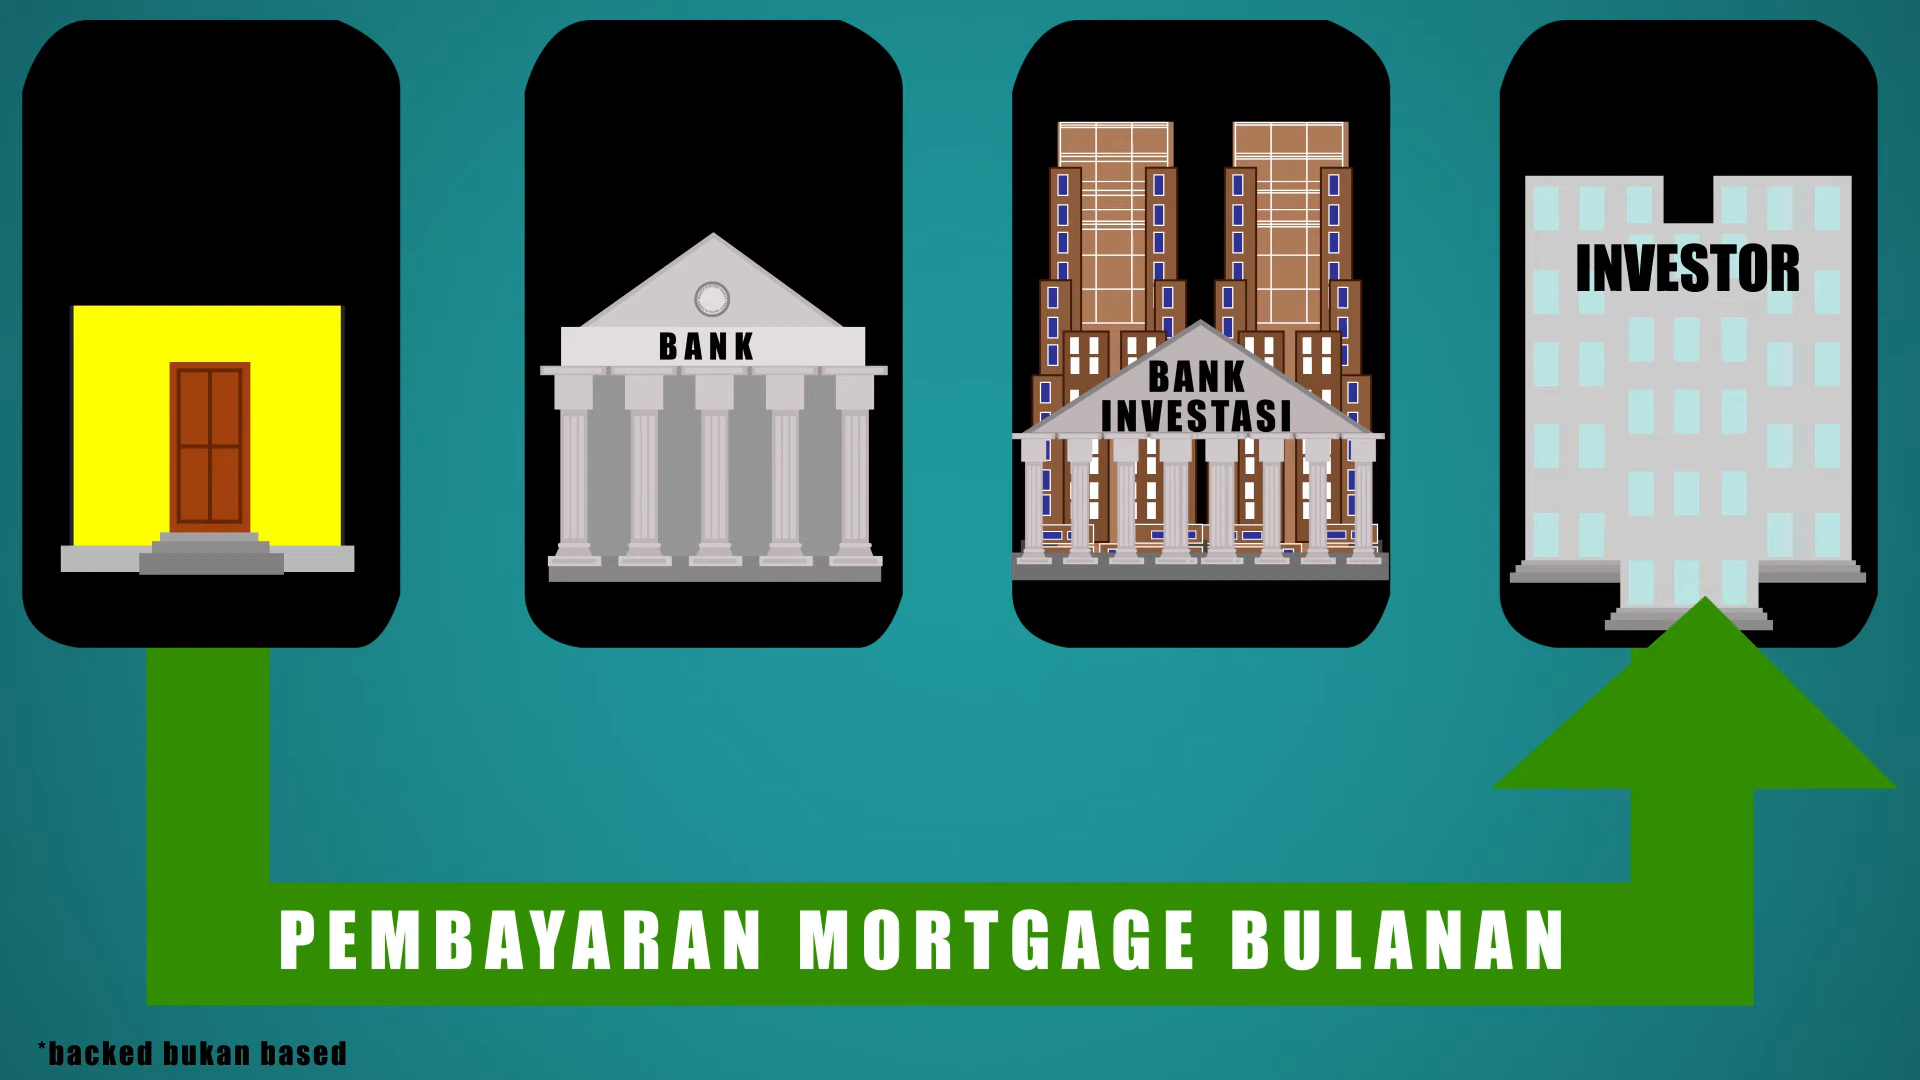 BANK
BANK
INVESTASI
INVESTOR
PEMBAYARAN MORTGAGE BULANAN
*backed bukan based